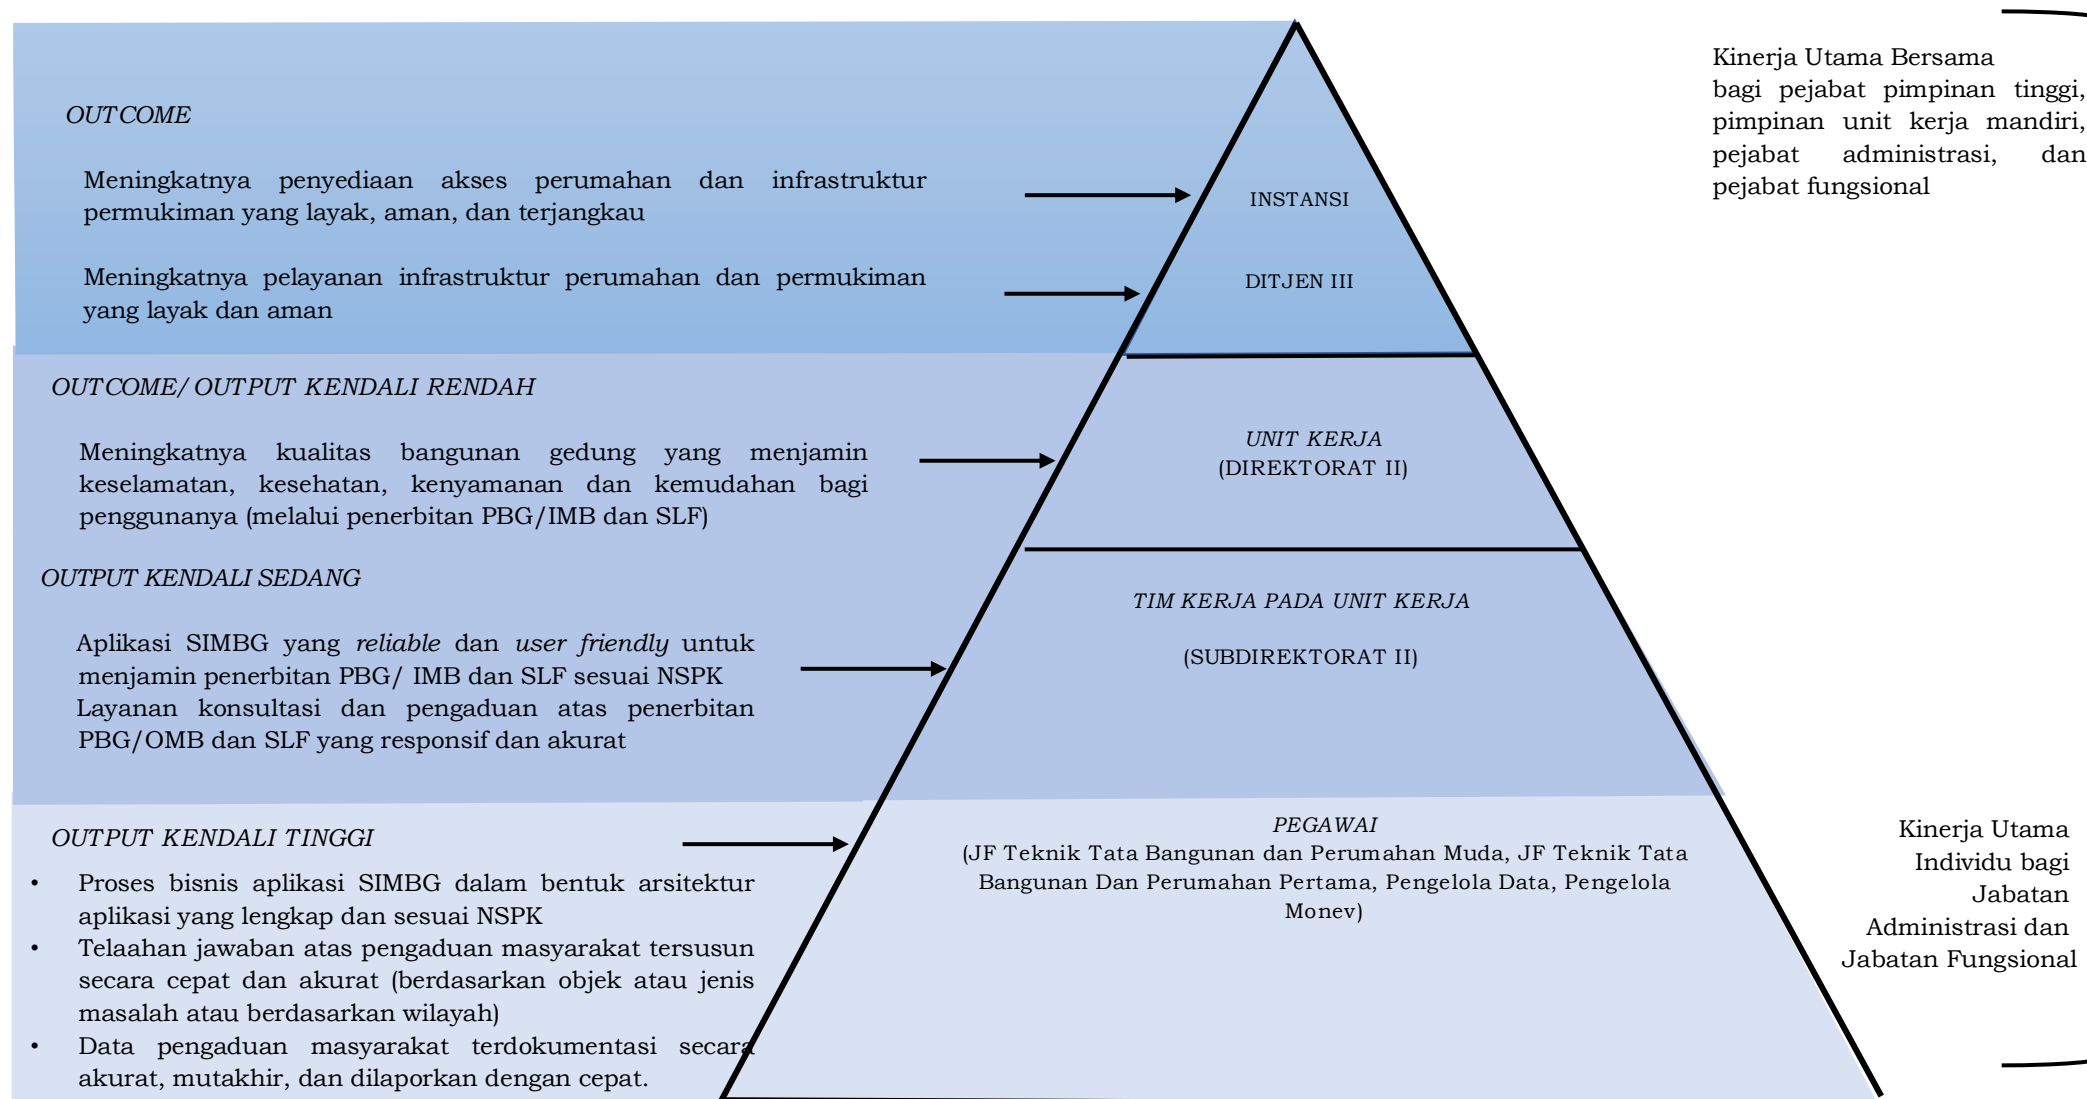 OUTCOME
Meningkatnya penyediaan akses perumahan dan infrastruktur
permukiman yang layak, aman, dan terjangkau
Meningkatnya pelayanan infrastruktur perumahan dan permukiman
yang layak dan aman
INSTANSI
DITJEN III
Kinerja Utama Bersama
bagi pejabat pimpinan tinggi,
pimpinan unit kerja mandiri,
pejabat administrasi, dan
pejabat fungsional
OUTCOME/ OUTPUT KENDALI RENDAH
Meningkatnya kualitas bangunan gedung yang menjamin
keselamatan, kesehatan, kenyamanan dan kemudahan bagi
penggunanya (melalui penerbitan PBG/IMB dan SLF)
UNIT KERJA
(DIREKTORAT II)
OUTPUT KENDALI SEDANG
Aplikasi SIMBG yang reliable dan user friendly untuk
menjamin penerbitan PBG/ IMB dan SLF sesuai NSPK
Layanan konsultasi dan pengaduan atas penerbitan
PBG/OMB dan SLF yang responsif dan akurat
TIM KERJA PADA UNIT KERJA
(SUBDIREKTORAT II)
OUTPUT KENDALI TINGGI
• Proses bisnis aplikasi SIMBG dalam bentuk arsitektur
aplikasi yang lengkap dan sesuai NSPK
• Telaahan jawaban atas pengaduan masyarakat tersusun
secara cepat dan akurat (berdasarkan objek atau jenis
masalah atau berdasarkan wilayah)
• Data pengaduan masyarakat terdokumentasi secara
akurat, mutakhir, dan dilaporkan dengan cepat.
PEGAWAI
(JF Teknik Tata Bangunan dan Perumahan Muda, JF Teknik Tata
Bangunan Dan Perumahan Pertama, Pengelola Data, Pengelola
Monev)
Kinerja Utama
Individu bagi
Jabatan
Administrasi dan
Jabatan Fungsional